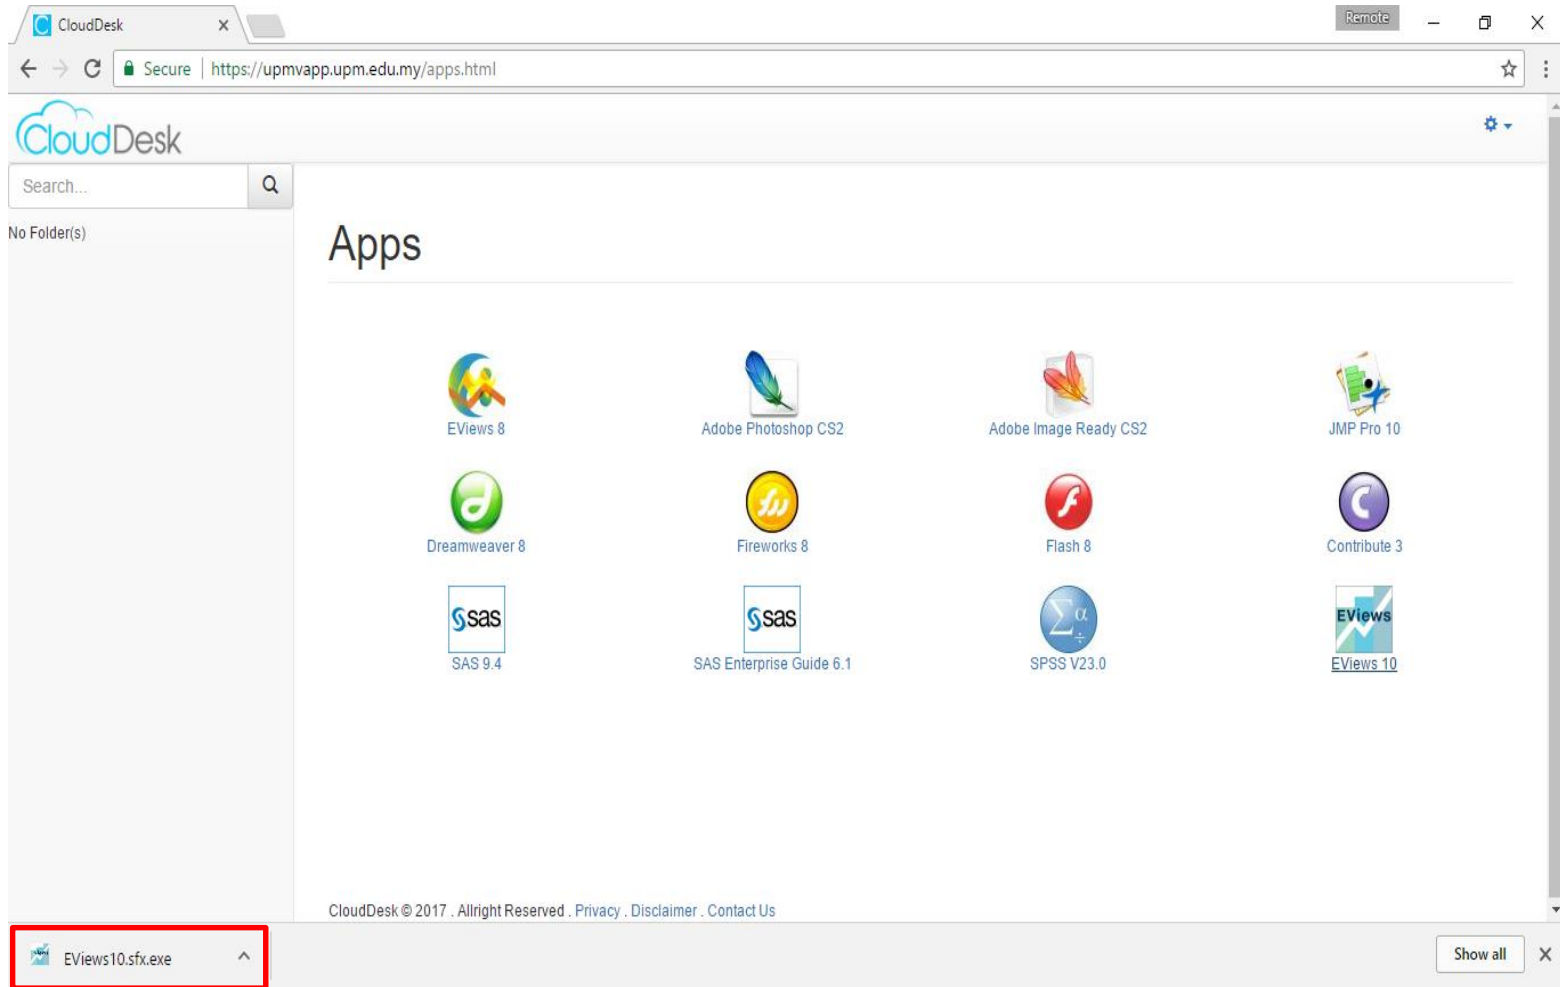 CloudDesk
Remote
Secure | https://upmvapp.upm.edu.my/apps.html
CloudDesk
Search...
No Folder(s)
Apps
EViews 8
Adobe Photoshop CS2
Adobe Image Ready CS2
JMP Pro 10
Dreamweaver 8
Fireworks 8
Flash 8
Contribute 3
sas
sas
Σα÷
EViews
SAS 9.4
SAS Enterprise Guide 6.1
SPSS V23.0
EViews 10
CloudDesk © 2017 . Allright Reserved . Privacy . Disclaimer . Contact Us
EViews10.sfx.exe
Show all